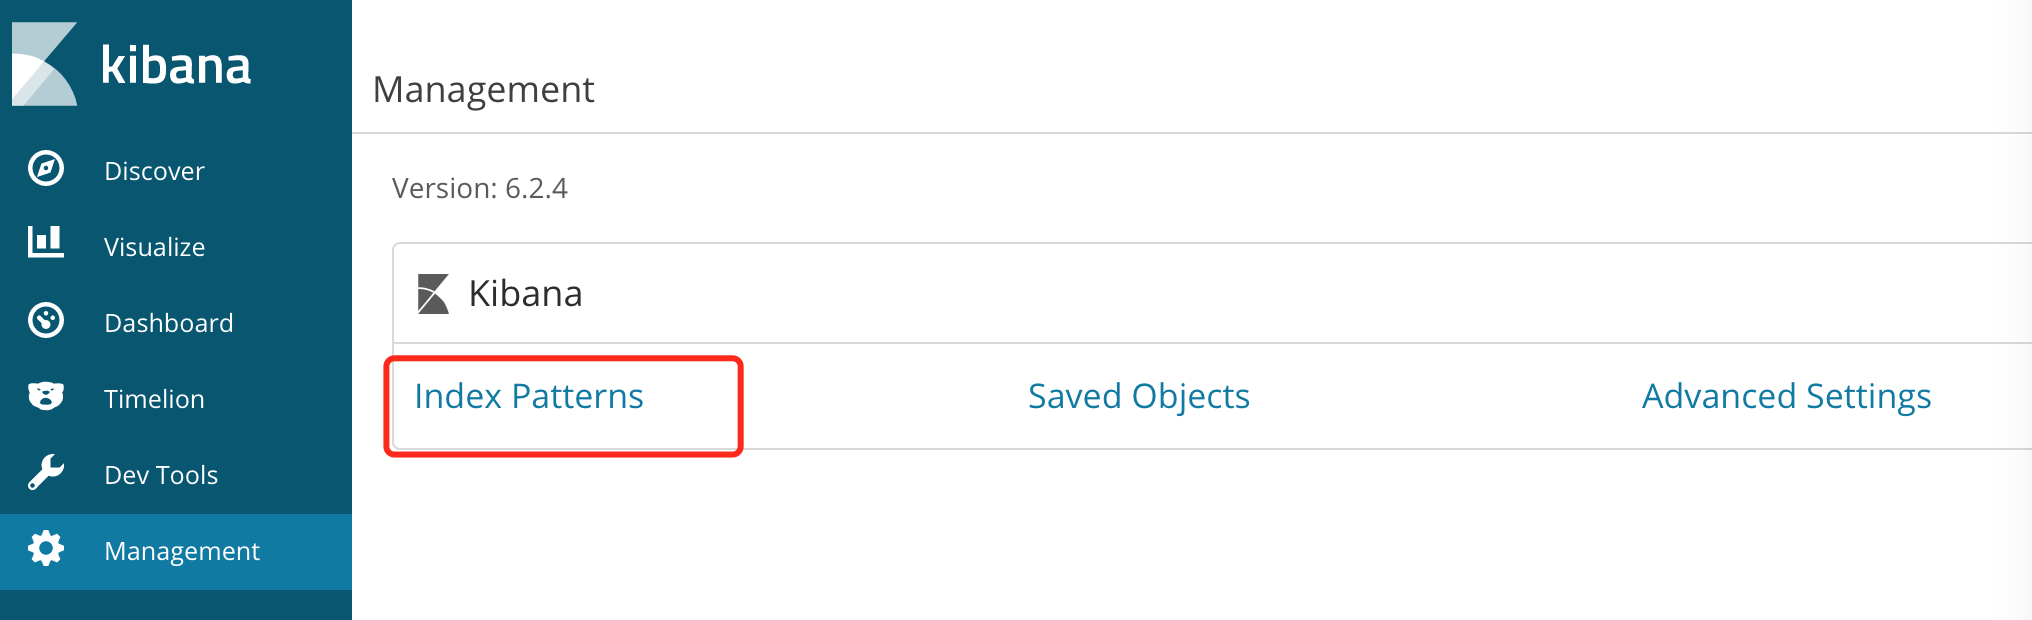 kibana
Discover
Visualize
Dashboard
Timelion
Dev Tools
Management
Management
Version: 6.2.4
Kibana
Index Patterns
Saved Objects
Advanced Settings